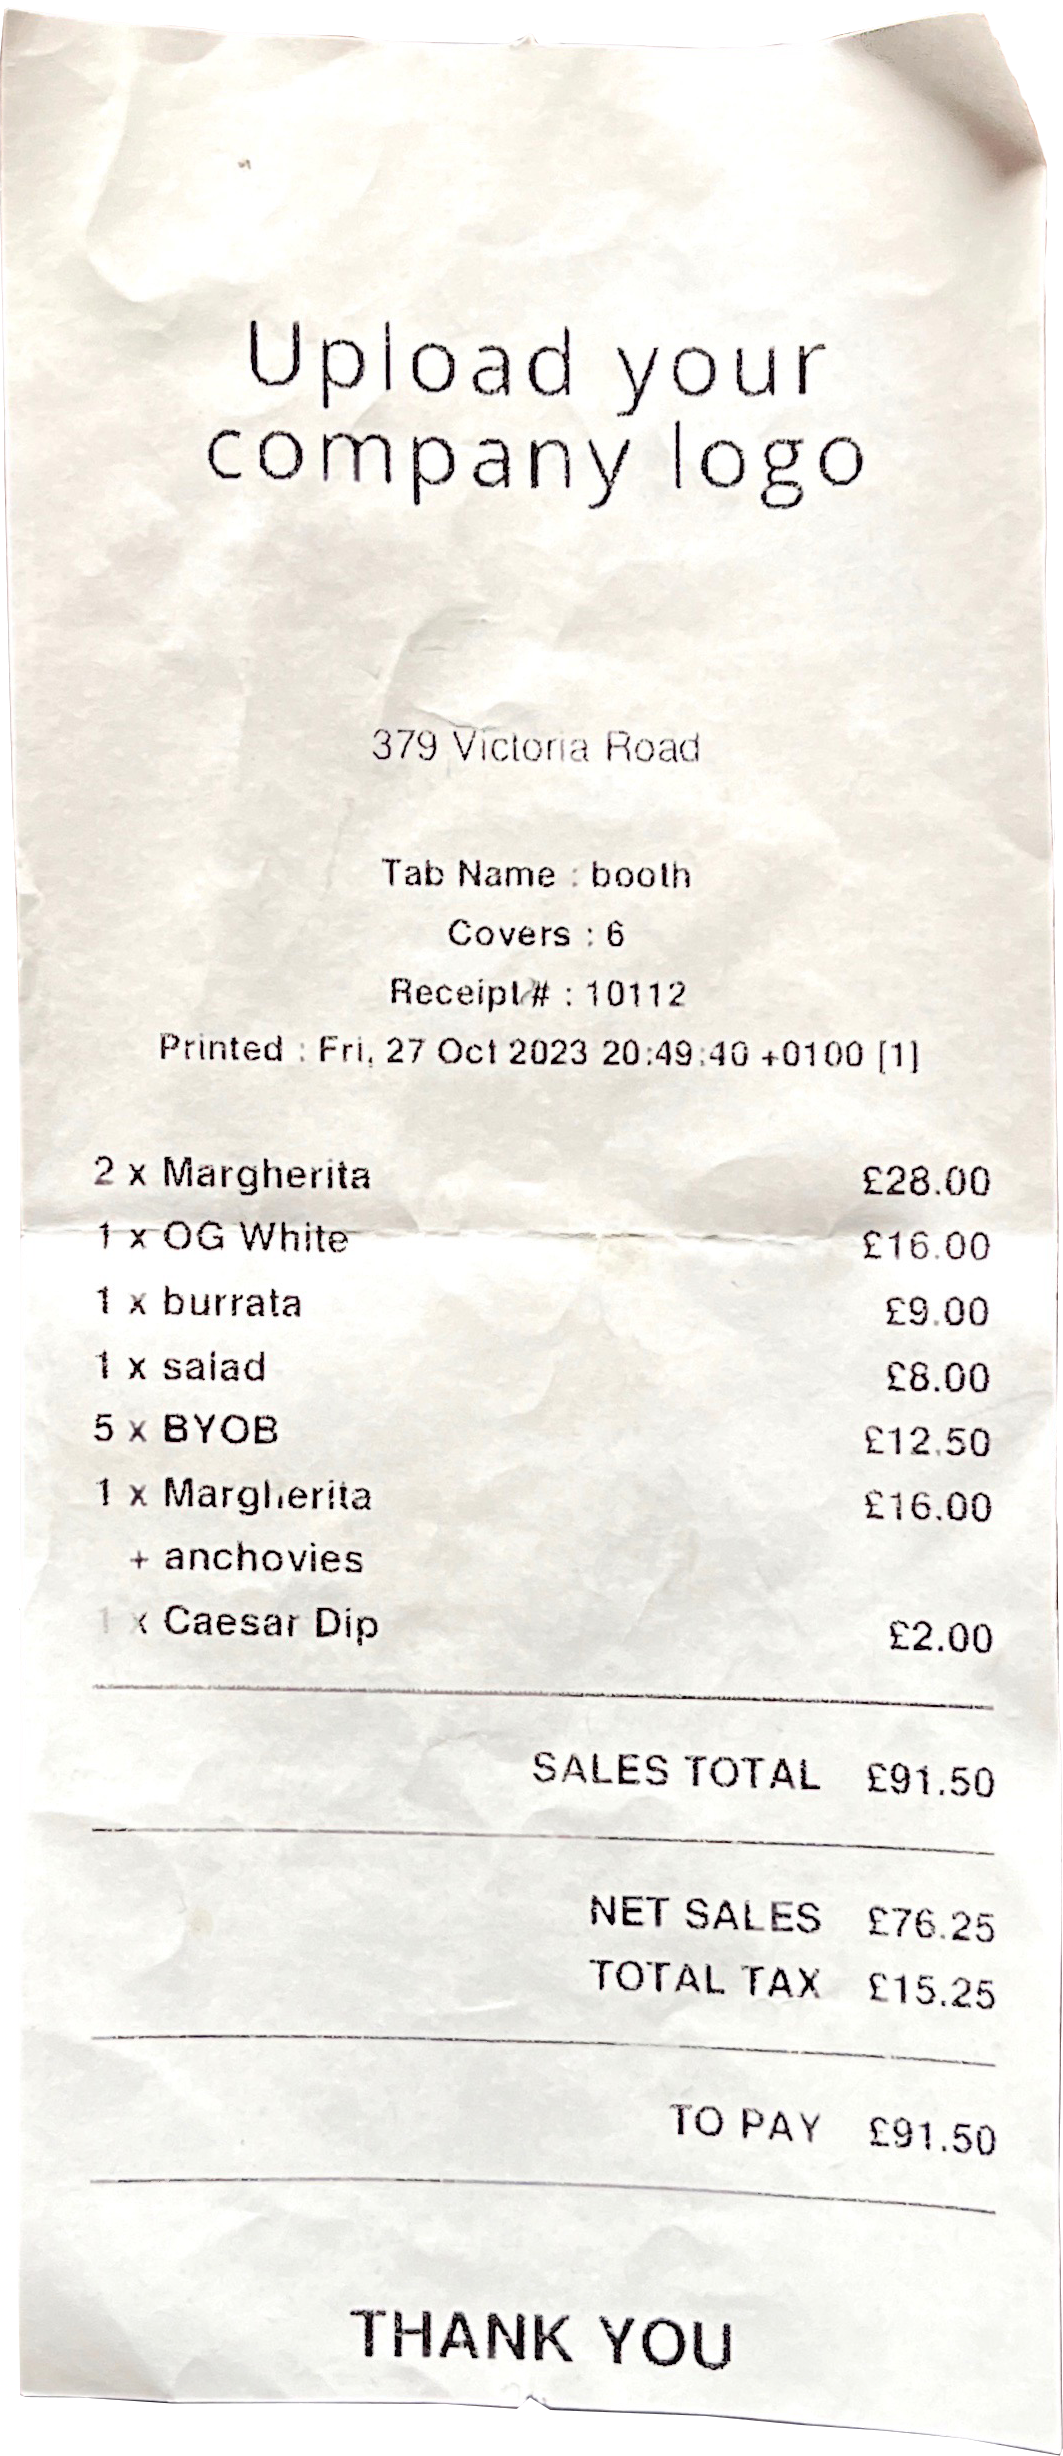 Upload your
company logo
379 Victoria Road
Tab Name : booth
Covers : 6
Receipt# : 10112
Printed : Fri, 27 Oct 2023 20:49:40 +0100 [1]
2 x Margherita £28.00
1 x OG White £16.00
1 x burrata £9.00
1 x salad £8.00
5 x BYOB £12.50
1 x Margherita £16.00
+ anchovies
1 x Caesar Dip £2.00
SALES TOTAL £91.50
NET SALES £76.25
TOTAL TAX £15.25
TO PAY £91.50
THANK YOU